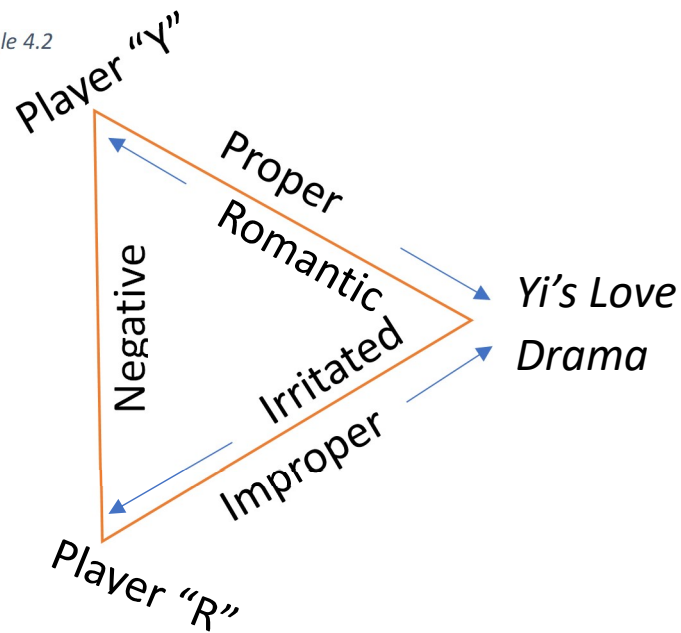 le 4.2
Player “Y”
Proper
Romantic
Negative
Yi’s Love
Drama
Irritated
Improper
Player “R”